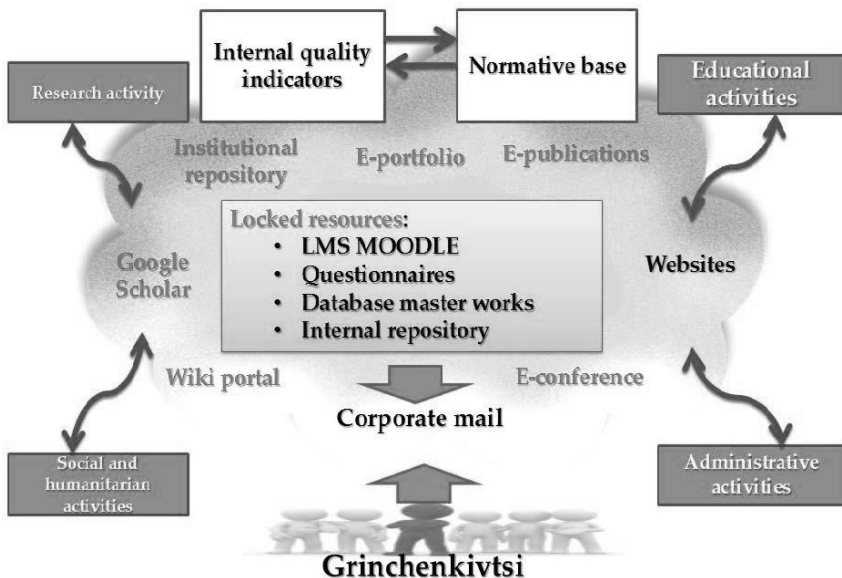 Internal quality
indicators
Normative base
Research activity
Educational
activities
Institutional
repository
E-portfolio
E-publications
Locked resources:
• LMS MOODLE
• Questionnaires
• Database master works
• Internal repository
Google
Scholar
Websites
Wiki portal
E-conference
Corporate mail
Social and
humanitarian
activities
Administrative
activities
Grinchenkivtsi